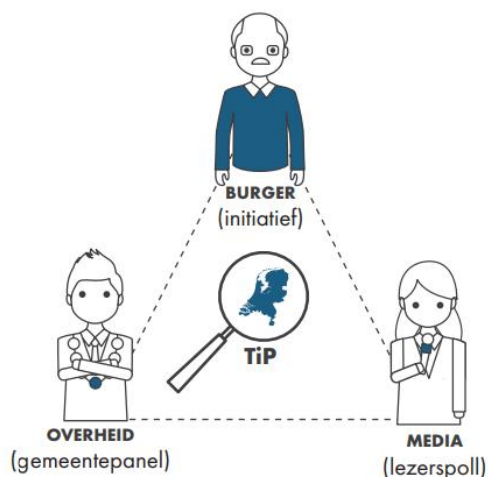 BURGER
(initiatief)
TiP
OVERHEID
(gemeentepanel)
MEDIA
(lezerspoll)